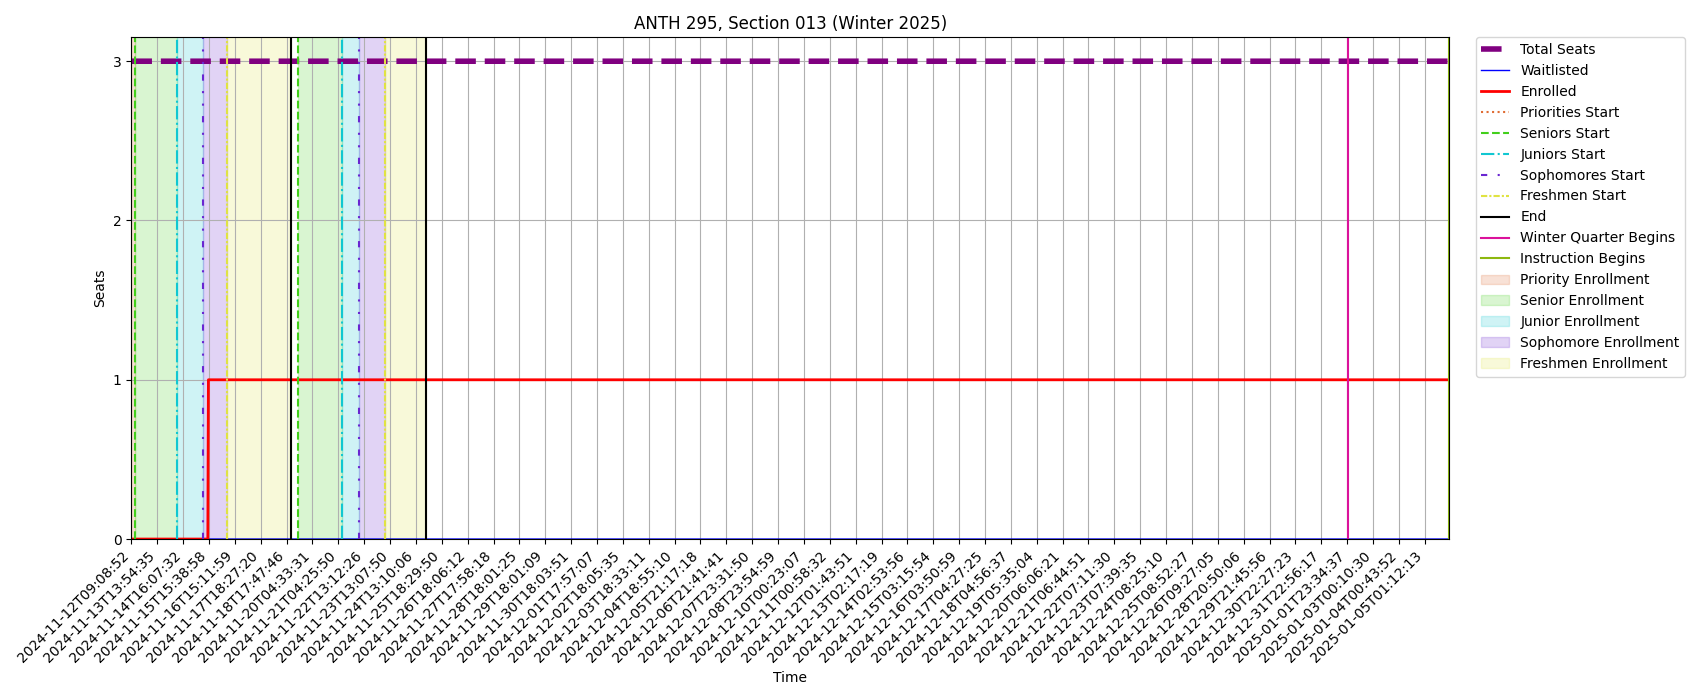 ANTH 295, Section 013 (Winter 2025)
3
2
1
0
Seats
2024-11-12T09:08:52
2024-11-13T13:54:35
2024-11-14T16:07:32
2024-11-15T15:38:58
2024-11-16T15:11:59
2024-11-17T18:27:20
2024-11-18T17:47:46
2024-11-20T04:33:31
2024-11-21T04:25:50
2024-11-22T13:12:26
2024-11-23T13:07:50
2024-11-24T13:10:06
2024-11-25T18:29:50
2024-11-26T18:06:12
2024-11-27T17:58:18
2024-11-28T18:01:25
2024-11-29T18:01:09
2024-11-30T18:03:51
2024-12-01T17:57:07
2024-12-02T18:05:35
2024-12-03T18:33:11
2024-12-04T18:55:10
2024-12-05T21:17:18
2024-12-06T21:41:41
2024-12-07T23:31:50
2024-12-08T23:54:59
2024-12-10T00:23:07
2024-12-11T00:58:32
2024-12-12T01:43:51
2024-12-13T02:17:19
2024-12-14T02:53:56
2024-12-15T03:15:54
2024-12-16T03:50:59
2024-12-17T04:27:25
2024-12-18T04:56:37
2024-12-19T05:35:04
2024-12-20T06:06:21
2024-12-21T06:44:51
2024-12-22T07:11:30
2024-12-23T07:39:35
2024-12-24T08:25:10
2024-12-25T08:52:27
2024-12-26T09:27:05
2024-12-28T20:50:06
2024-12-29T21:45:56
2024-12-30T22:27:23
2024-12-31T22:56:17
2025-01-01T23:34:37
2025-01-03T00:10:30
2025-01-04T00:43:52
2025-01-05T01:12:13
Time
Total Seats
Waitlisted
Enrolled
Priorities Start
Seniors Start
Juniors Start
Sophomores Start
Freshmen Start
End
Winter Quarter Begins
Instruction Begins
Priority Enrollment
Senior Enrollment
Junior Enrollment
Sophomore Enrollment
Freshmen Enrollment